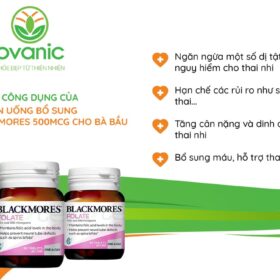 ovanic
CÔNG DỤNG CỦA
UỐNG BỔ SUNG
MORES 500MCG CHO BÀ BẦU
Ngăn ngừa một số dị tật
nguy hiểm cho thai nhi
Hạn chế các rủi ro như s
thai...
Tăng cân nặng và dinh d
thai nhi
Bổ sung máu, hỗ trợ tha
BLACKMORES
FOLATE
BLACKMORES
FOLATE